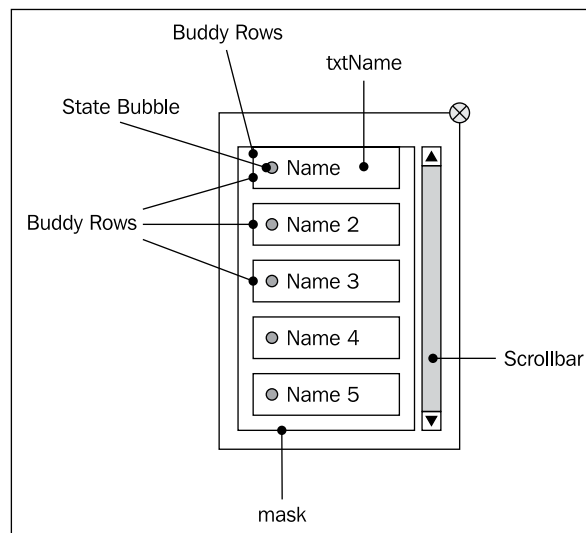 Buddy Rows
txtName
State Bubble
Name
Buddy Rows
Name 2
Name 3
Name 4
Scrollbar
Name 5
mask